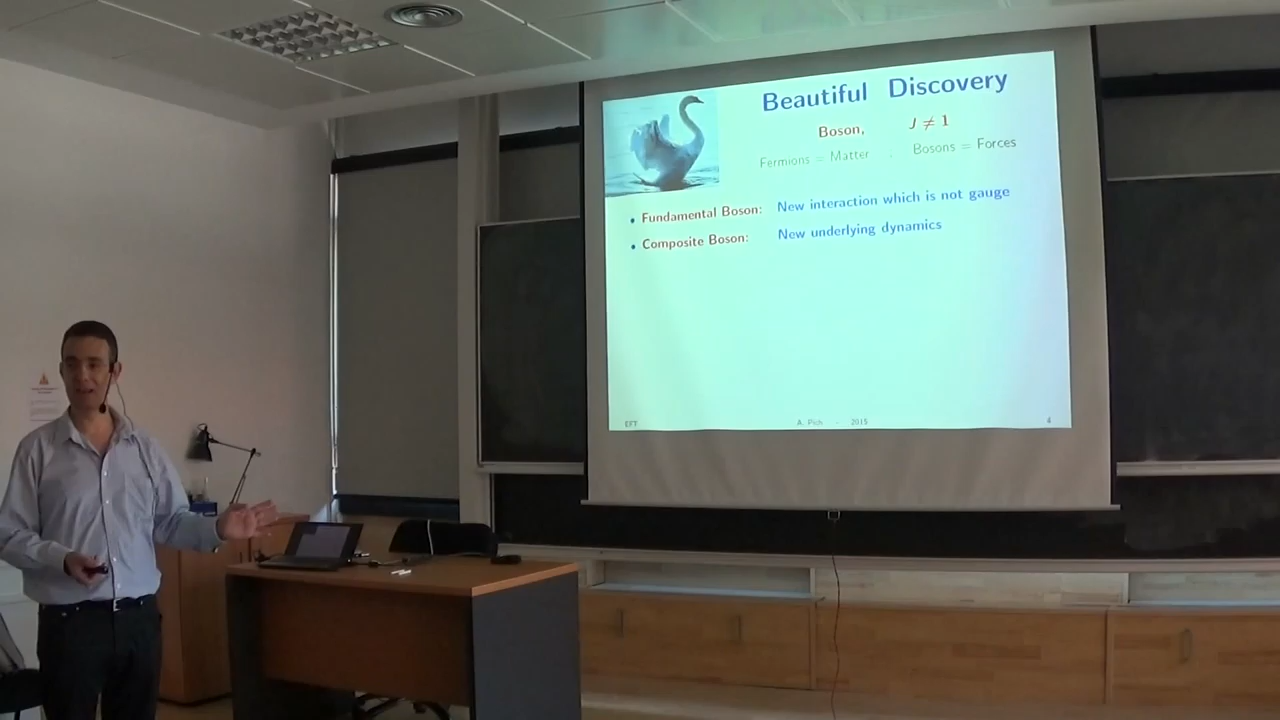 Beautiful Discovery
Boson, J ≠ 1
Fermions = Matter . Bosons = Forces
• Fundamental Boson: New interaction which is not gauge
• Composite Boson: New underlying dynamics
EFT A. Pich - 2015 4